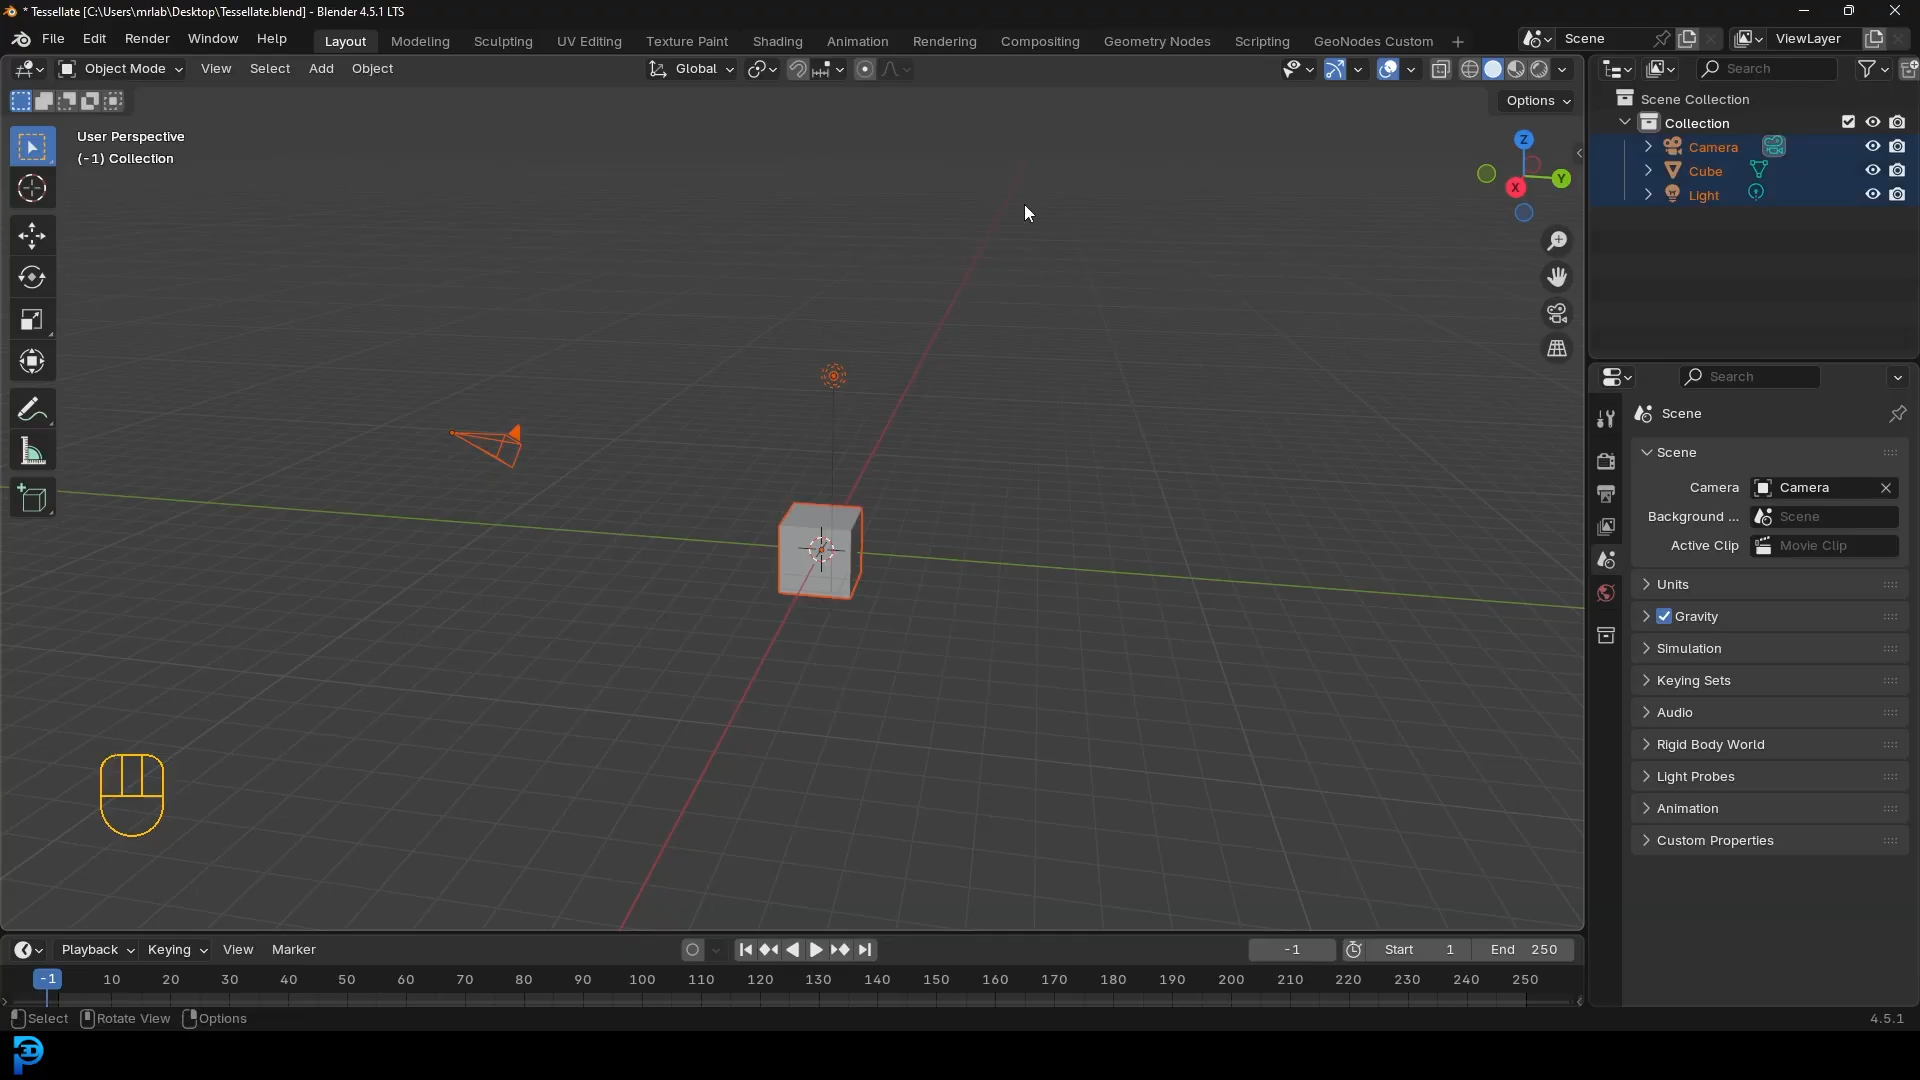 * Tessellate [C:\Users\mrlab\Desktop\Tessellate.blend] - Blender 4.5.1 LTS
File Edit Render Window Help Layout Modeling Sculpting UV Editing Texture Paint Shading Animation Rendering Compositing Geometry Nodes Scripting GeoNodes Custom + Scene ViewLayer
Object Mode View Select Add Object Global Search
Options
User Perspective
(-1) Collection
Z
Y
X
Scene Collection
Collection
Camera
Cube
Light
Search
Scene
Scene
Camera Camera
Background ... Scene
Active Clip Movie Clip
Units
Gravity
Simulation
Keying Sets
Audio
Rigid Body World
Light Probes
Animation
Custom Properties
Playback Keying View Marker -1 Start 1 End 250
-1 10 20 30 40 50 60 70 80 90 100 110 120 130 140 150 160 170 180 190 200 210 220 230 240 250
Select Rotate View Options 4.5.1